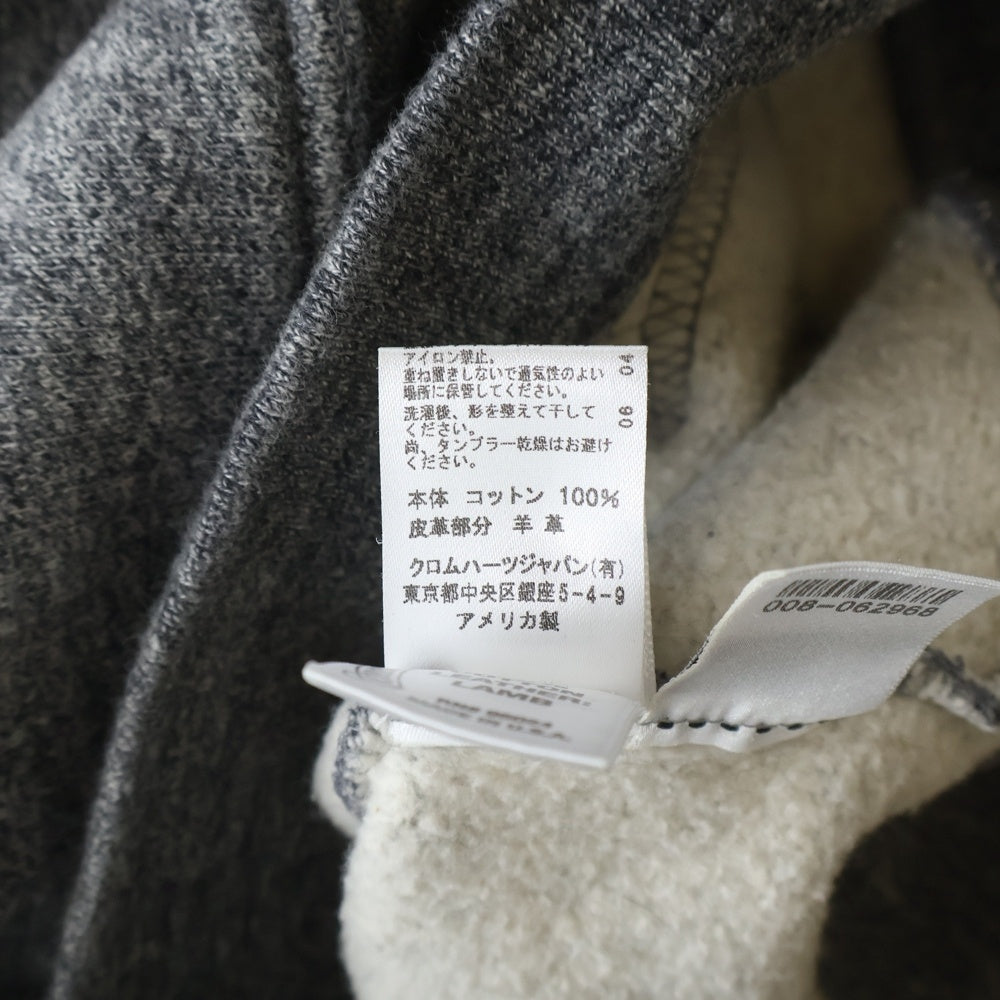 アイロン禁止。
重ね置きしないで通気性のよい
場所に保管してください。
洗濯後、形を整えて干して
ください。
尚、タンブラー乾燥はお避け
ください。
04
06
本体 コットン 100%
皮革部分 羊革
クロムハーツジャパン(有)
東京都中央区銀座5-4-9
アメリカ製
008-062968
LEATHER:
LAMB